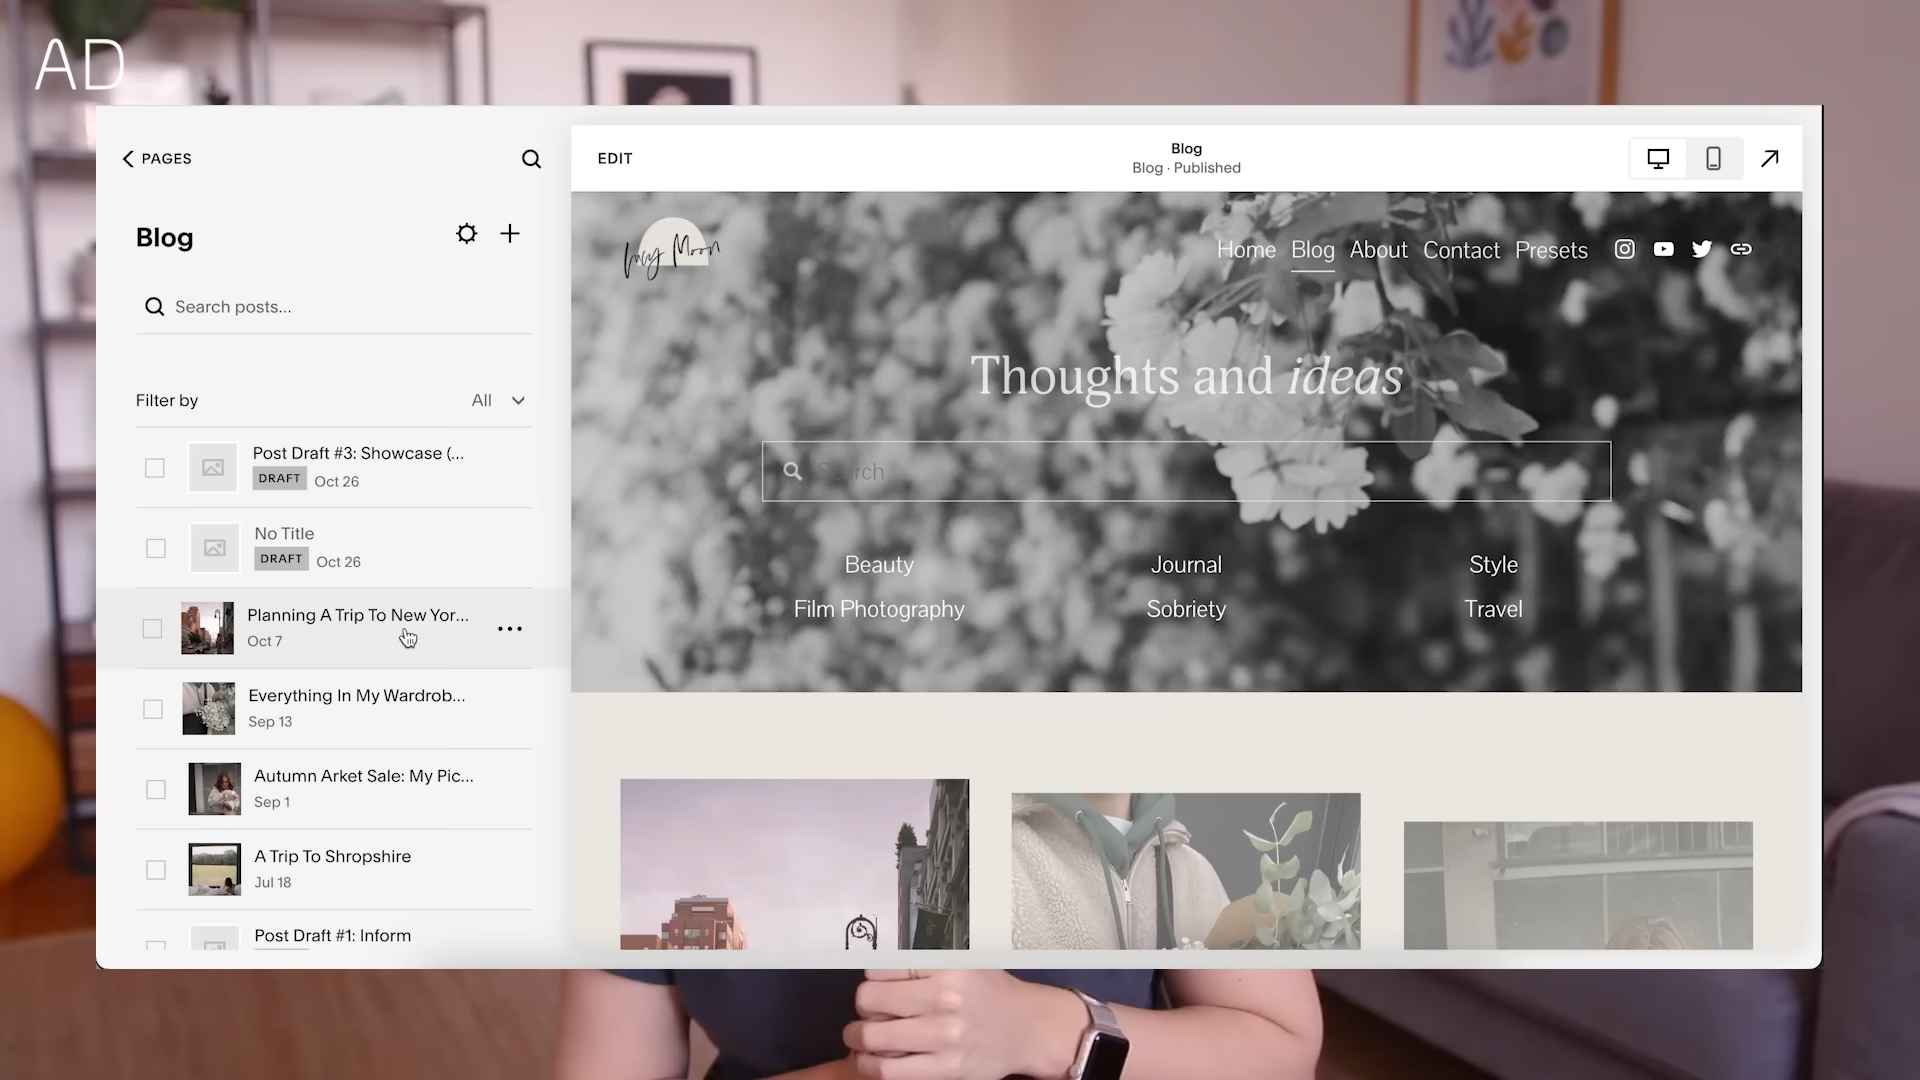 AD
PAGES
Blog
Search posts...
Filter by All
Post Draft #3: Showcase (...
DRAFT Oct 26
No Title
DRAFT Oct 26
Planning A Trip To New Yor...
Oct 7
Everything In My Wardrob...
Sep 13
Autumn Arket Sale: My Pic...
Sep 1
A Trip To Shropshire
Jul 18
Post Draft #1: Inform
EDIT
Blog
Blog · Published
Lucy Moon
Home Blog About Contact Presets
Thoughts and ideas
Search
Beauty Journal Style
Film Photography Sobriety Travel